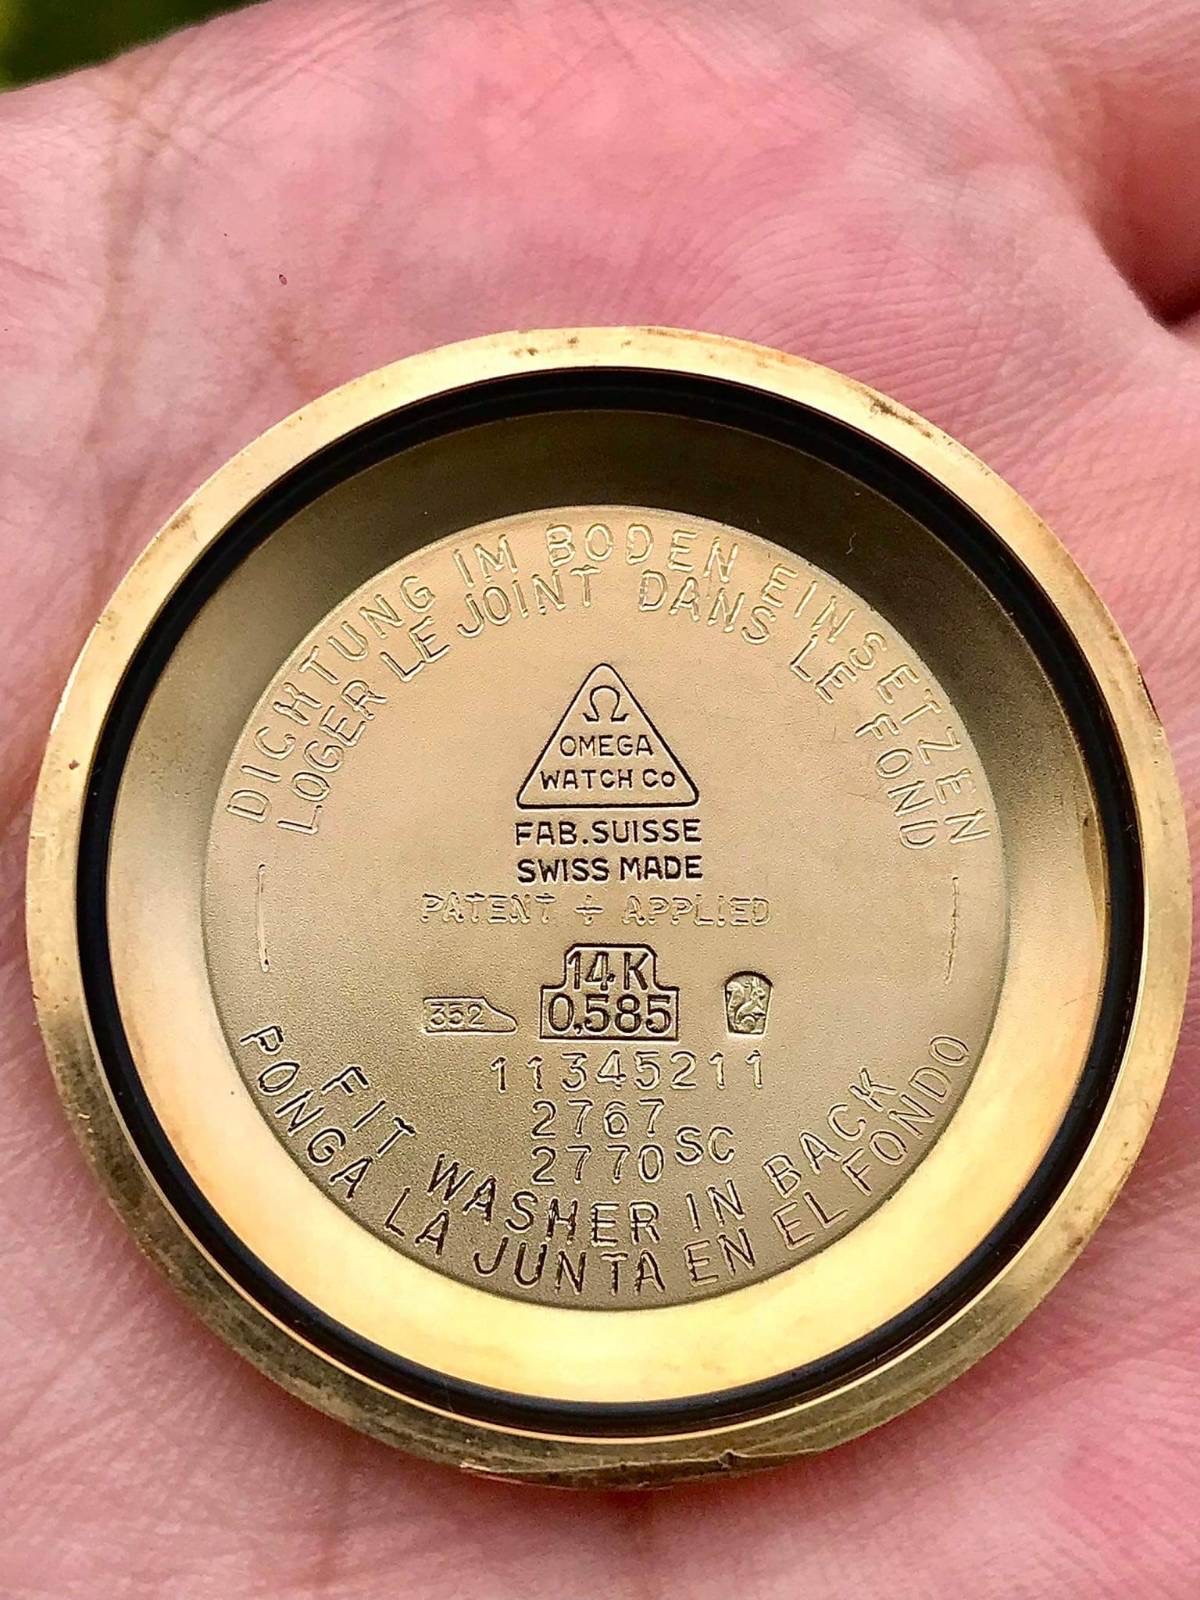 DICHTUNG IM BODEN EINSETZEN
LOGER LE JOINT DANS LE FOND
Ω
OMEGA
WATCH Co
FAB. SUISSE
SWISS MADE
PATENT + APPLIED
14 K
0,585
352
11345211
2767
2770 SC
FIT WASHER IN BACK
PONGA LA JUNTA EN EL FONDO